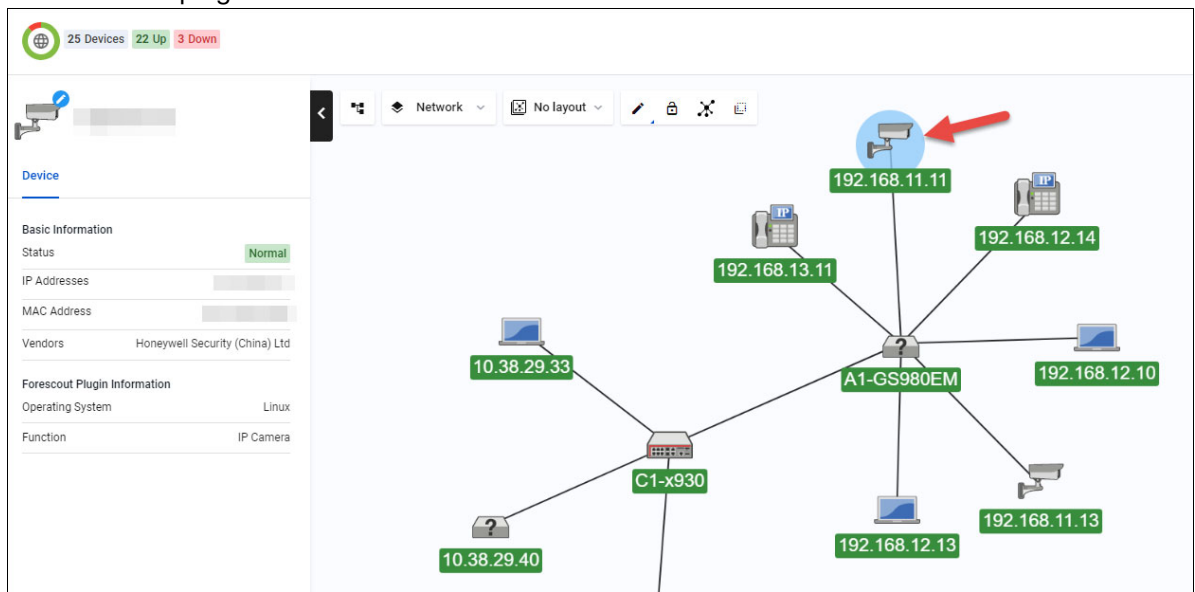 25 Devices 22 Up 3 Down
Network No layout
Device
Basic Information
Status Normal
IP Addresses
MAC Address
Vendors Honeywell Security (China) Ltd
Forescout Plugin Information
Operating System Linux
Function IP Camera
192.168.11.11
IP
192.168.12.14
IP
192.168.13.11
10.38.29.33
?
A1-GS980EM
192.168.12.10
C1-x930
192.168.11.13
192.168.12.13
?
10.38.29.40